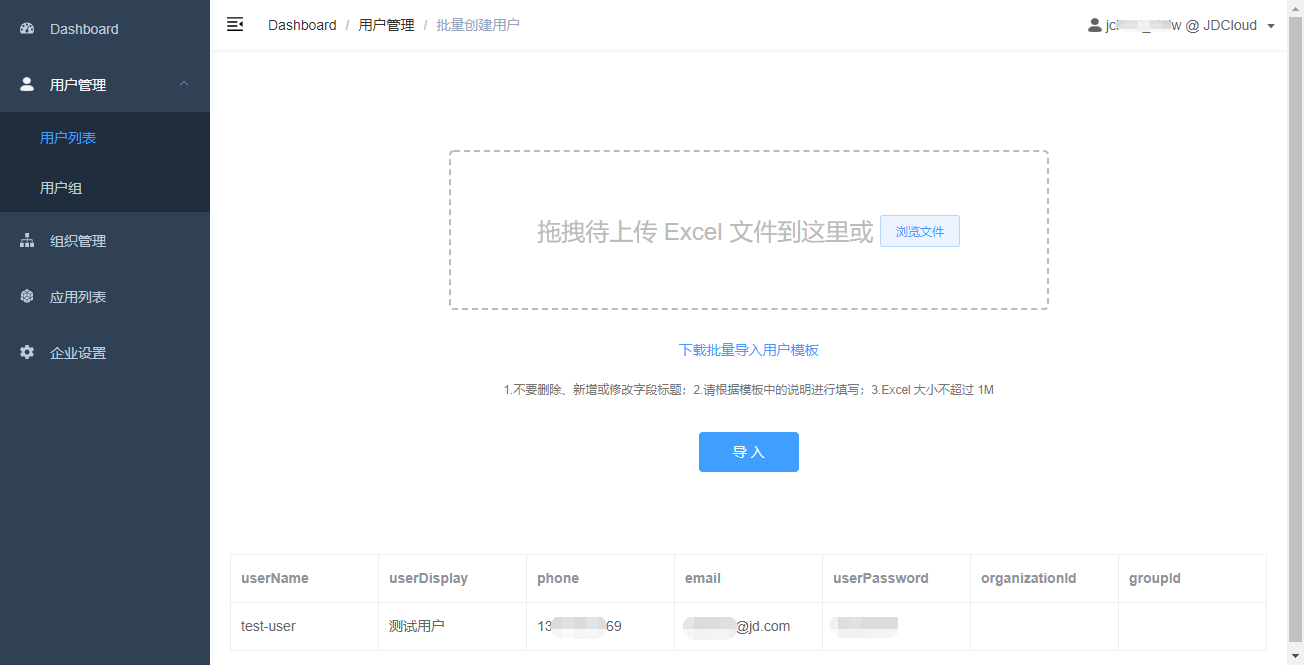 Dashboard
用户管理
用户列表
用户组
组织管理
应用列表
企业设置
Dashboard / 用户管理 / 批量创建用户
@ JDCloud
拖拽待上传 Excel 文件到这里或 浏览文件
下载批量导入用户模板
1.不要删除、新增或修改字段标题；2.请根据模板中的说明进行填写；3.Excel 大小不超过 1M
导入
userName userDisplay phone email userPassword organizationId groupId
test-user 测试用户 13 69 @jd.com